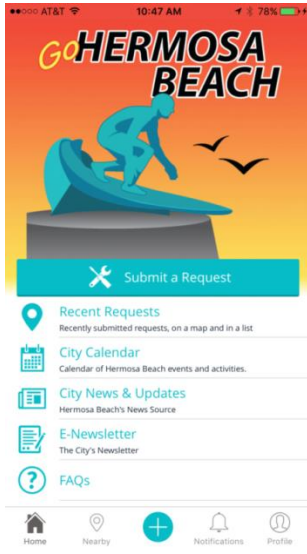 AT&T 10:47 AM 78%
Go HERMOSA
BEACH
Submit a Request
Recent Requests
Recently submitted requests, on a map and in a list
City Calendar
Calendar of Hermosa Beach events and activities.
City News & Updates
Hermosa Beach's News Source
E-Newsletter
The City's Newsletter
FAQs
Home Nearby Notifications Profile